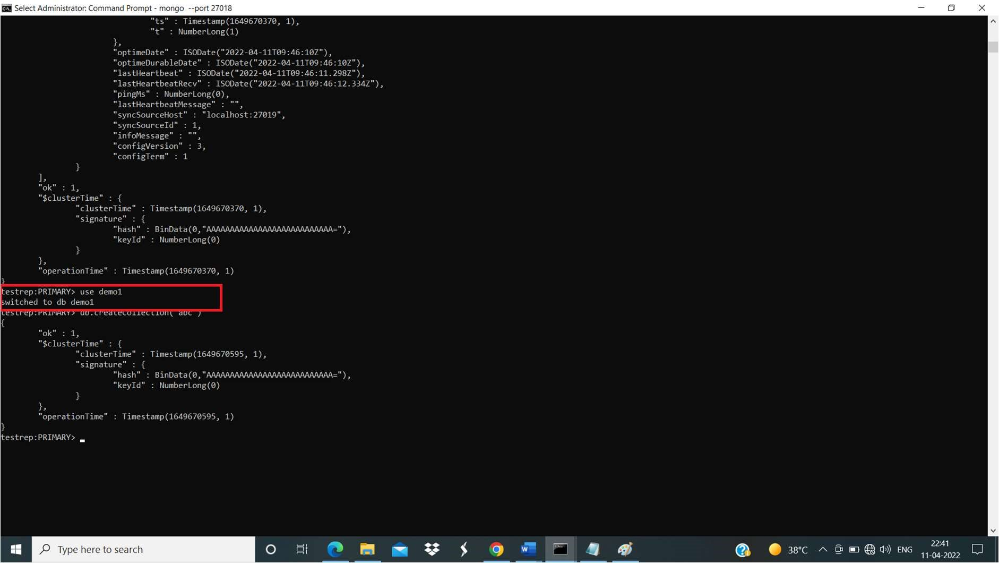 Select Administrator: Command Prompt - mongo  --port 27018
"ts" : Timestamp(1649670370, 1),
"t" : NumberLong(1)
},
"optimeDate" : ISODate("2022-04-11T09:46:10Z"),
"optimeDurableDate" : ISODate("2022-04-11T09:46:10Z"),
"lastHeartbeat" : ISODate("2022-04-11T09:46:11.298Z"),
"lastHeartbeatRecv" : ISODate("2022-04-11T09:46:12.334Z"),
"pingMs" : NumberLong(0),
"lastHeartbeatMessage" : "",
"syncSourceHost" : "localhost:27019",
"syncSourceId" : 1,
"infoMessage" : "",
"configVersion" : 3,
"configTerm" : 1
}
],
"ok" : 1,
"$clusterTime" : {
"clusterTime" : Timestamp(1649670370, 1),
"signature" : {
"hash" : BinData(0,"AAAAAAAAAAAAAAAAAAAAAAAAAAA="),
"keyId" : NumberLong(0)
}
},
"operationTime" : Timestamp(1649670370, 1)
}
testrep:PRIMARY> use demo1
switched to db demo1
testrep:PRIMARY> db.createCollection("abc")
{
"ok" : 1,
"$clusterTime" : {
"clusterTime" : Timestamp(1649670595, 1),
"signature" : {
"hash" : BinData(0,"AAAAAAAAAAAAAAAAAAAAAAAAAAA="),
"keyId" : NumberLong(0)
}
},
"operationTime" : Timestamp(1649670595, 1)
}
testrep:PRIMARY>
Type here to search
38°C
ENG
22:41
11-04-2022